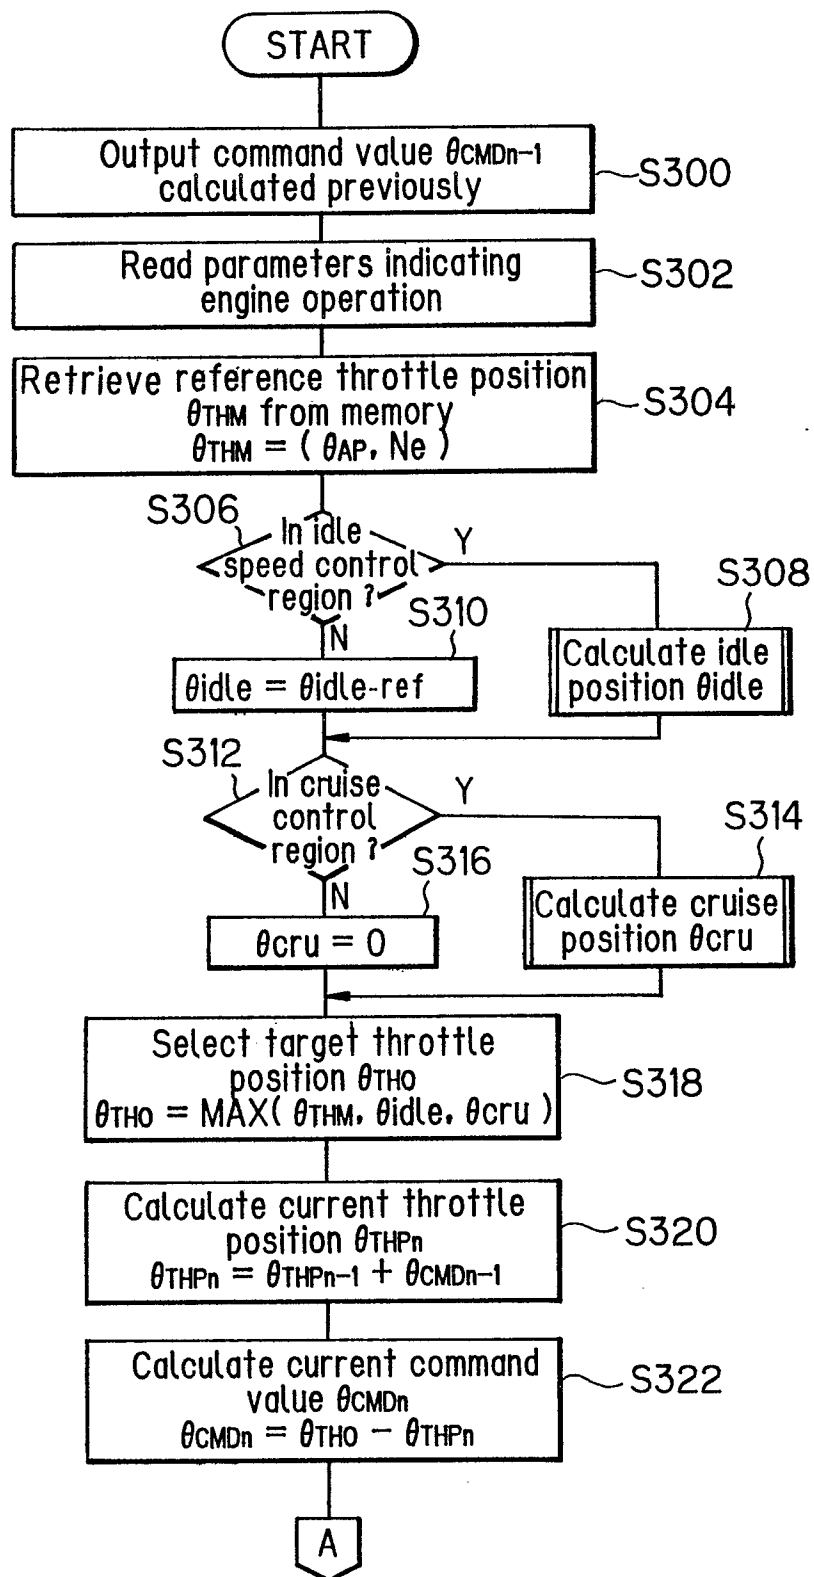 START
Output command value θCMDn-1
calculated previously
S300
Read parameters indicating
engine operation
S302
Retrieve reference throttle position
θTHM from memory
θTHM = ( θAP, Ne )
S304
S306
In idle
speed control
region ?
Y
N
S308
Calculate idle
position θidle
S310
θidle = θidle-ref
S312
In cruise
control
region ?
Y
N
S314
Calculate cruise
position θcru
S316
θcru = 0
Select target throttle
position θTHO
θTHO = MAX( θTHM, θidle, θcru )
S318
Calculate current throttle
position θTHPn
θTHPn = θTHPn-1 + θCMDn-1
S320
Calculate current command
value θCMDn
θCMDn = θTHO - θTHPn
S322
A